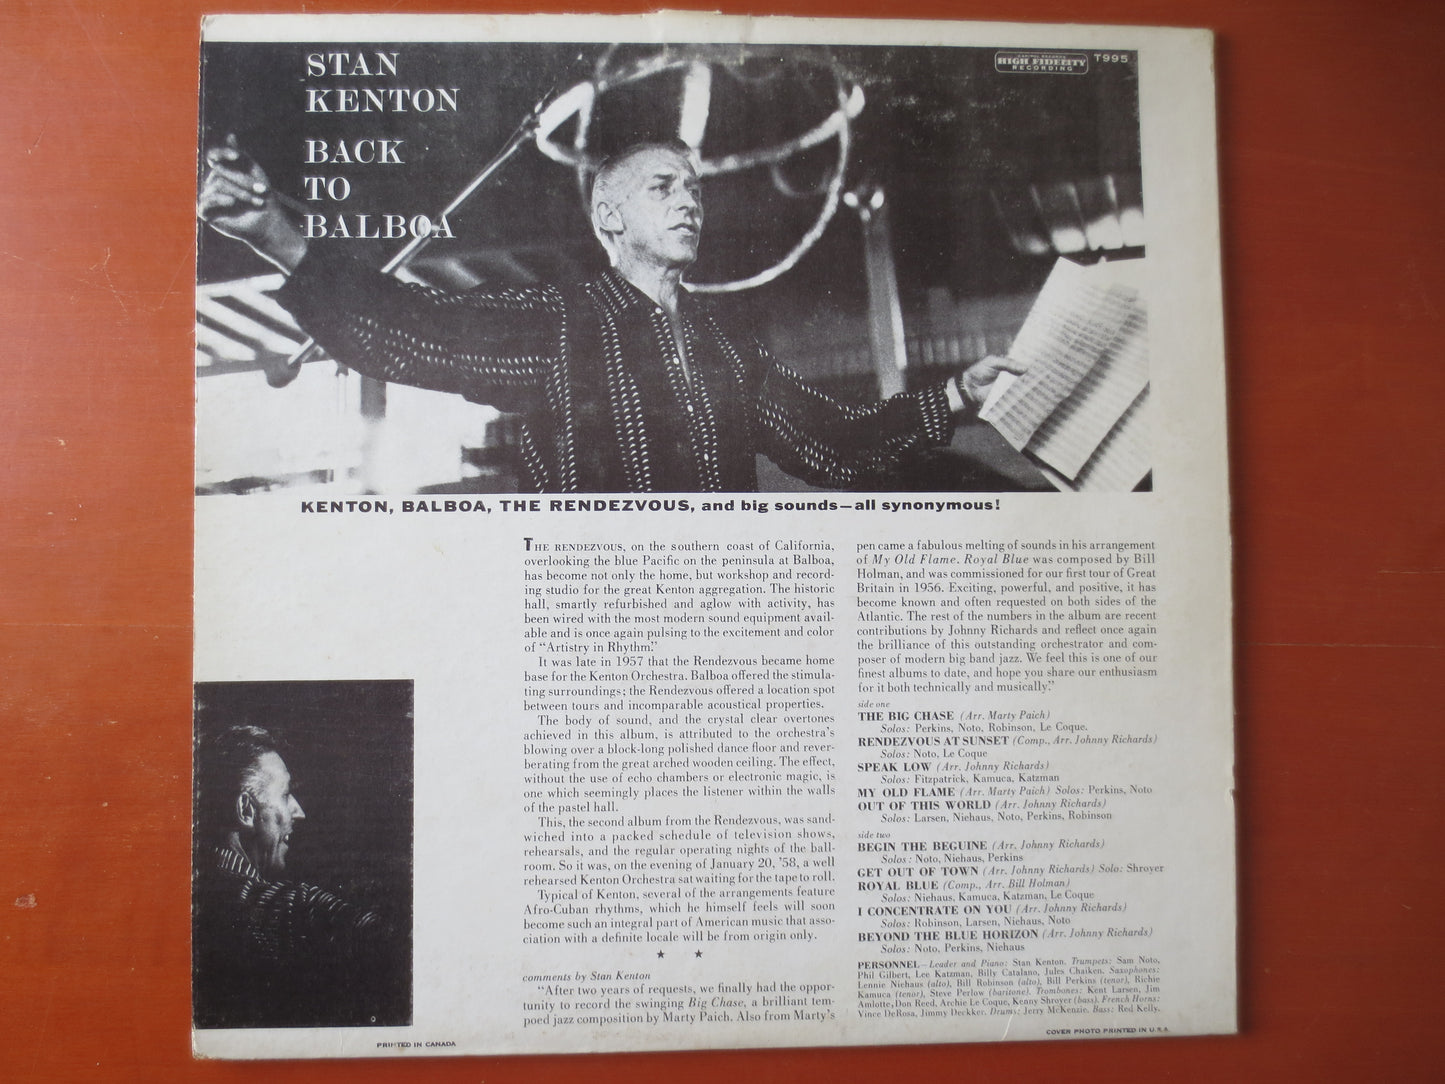 STAN
KENTON
BACK
TO
BALBOA
HIGH FIDELITY
RECORDING
T995
KENTON, BALBOA, THE RENDEZVOUS, and big sounds—all synonymous!
THE RENDEZVOUS, on the southern coast of California,
overlooking the blue Pacific on the peninsula at Balboa,
has become not only the home, but workshop and record-
ing studio for the great Kenton aggregation. The historic
hall, smartly refurbished and aglow with activity, has
been wired with the most modern sound equipment avail-
able and is once again pulsing to the excitement and color
of "Artistry in Rhythm."
It was late in 1957 that the Rendezvous became home
base for the Kenton Orchestra. Balboa offered the stimula-
ting surroundings; the Rendezvous offered a location spot
between tours and incomparable acoustical properties.
The body of sound, and the crystal clear overtones
achieved in this album, is attributed to the orchestra's
blowing over a block-long polished dance floor and rever-
berating from the great arched wooden ceiling. The effect,
without the use of echo chambers or electronic magic, is
one which seemingly places the listener within the walls
of the pastel hall.
This, the second album from the Rendezvous, was sand-
wiched into a packed schedule of television shows,
rehearsals, and the regular operating nights of the ball-
room. So it was, on the evening of January 20, '58, a well
rehearsed Kenton Orchestra sat waiting for the tape to roll.
Typical of Kenton, several of the arrangements feature
Afro-Cuban rhythms, which he himself feels will soon
become such an integral part of American music that asso-
ciation with a definite locale will be from origin only.
★ ★
comments by Stan Kenton
"After two years of requests, we finally had the oppor-
tunity to record the swinging Big Chase, a brilliant tem-
poed jazz composition by Marty Paich. Also from Marty's
pen came a fabulous melting of sounds in his arrangement
of My Old Flame. Royal Blue was composed by Bill
Holman, and was commissioned for our first tour of Great
Britain in 1956. Exciting, powerful, and positive, it has
become known and often requested on both sides of the
Atlantic. The rest of the numbers in the album are recent
contributions by Johnny Richards and reflect once again
the brilliance of this outstanding orchestrator and com-
poser of modern big band jazz. We feel this is one of our
finest albums to date, and hope you share our enthusiasm
for it both technically and musically."
side one
THE BIG CHASE (Arr. Marty Paich)
Solos: Perkins, Noto, Robinson, Le Coque.
RENDEZVOUS AT SUNSET (Comp., Arr. Johnny Richards)
Solos: Noto, Le Coque
SPEAK LOW (Arr. Johnny Richards)
Solos: Fitzpatrick, Kamuca, Katzman
MY OLD FLAME (Arr. Marty Paich) Solos: Perkins, Noto
OUT OF THIS WORLD (Arr. Johnny Richards)
Solos: Larsen, Niehaus, Noto, Perkins, Robinson
side two
BEGIN THE BEGUINE (Arr. Johnny Richards)
Solos: Noto, Niehaus, Perkins
GET OUT OF TOWN (Arr. Johnny Richards) Solo: Shroyer
ROYAL BLUE (Comp., Arr. Bill Holman)
Solos: Niehaus, Kamuca, Katzman, Le Coque
I CONCENTRATE ON YOU (Arr. Johnny Richards)
Solos: Robinson, Larsen, Niehaus, Noto
BEYOND THE BLUE HORIZON (Arr. Johnny Richards)
Solos: Noto, Perkins, Niehaus
PERSONNEL—Leader and Piano: Stan Kenton. Trumpets: Sam Noto,
Phil Gilbert, Lee Katzman, Billy Catalano, Jules Chaiken. Saxophones:
Lennie Niehaus (alto), Bill Robinson (alto), Bill Perkins (tenor), Richie
Kamuca (tenor), Steve Perlow (baritone). Trombones: Kent Larsen, Jim
Amlotte, Don Reed, Archie Le Coque, Kenny Shroyer (bass). French Horns:
Vince DeRosa, Jimmy Deckker. Drums: Jerry McKenzie. Bass: Red Kelly.
PRINTED IN CANADA
COVER PHOTO PRINTED IN U.S.A.